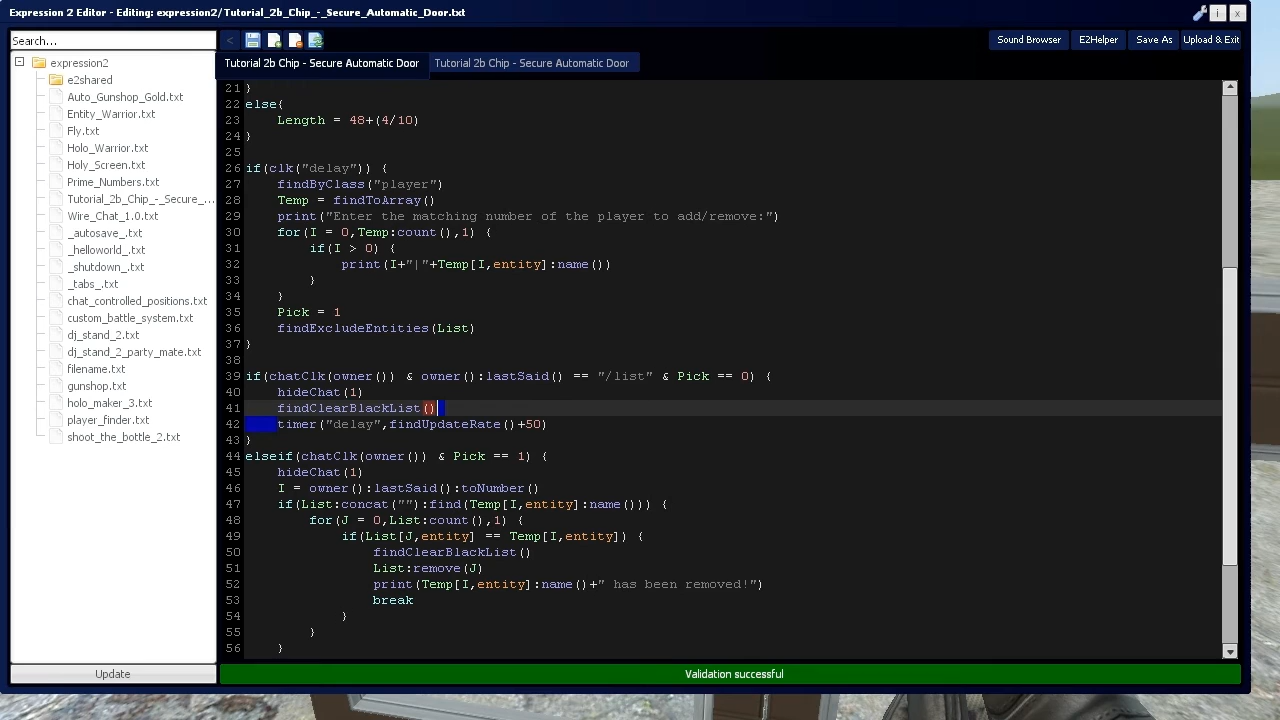 Expression 2 Editor - Editing: expression2/Tutorial_2b_Chip_-_Secure_Automatic_Door.txt
i x
Search...
<
Sound Browser E2Helper Save As Upload & Exit
Tutorial 2b Chip - Secure Automatic Door Tutorial 2b Chip - Secure Automatic Door
expression2
e2shared
Auto_Gunshop_Gold.txt
Entity_Warrior.txt
Fly.txt
Holo_Warrior.txt
Holy_Screen.txt
Prime_Numbers.txt
Tutorial_2b_Chip_-_Secure_...
Wire_Chat_1.0.txt
_autosave_.txt
_helloworld_.txt
_shutdown_.txt
_tabs_.txt
chat_controlled_positions.txt
custom_battle_system.txt
dj_stand_2.txt
dj_stand_2_party_mate.txt
filename.txt
gunshop.txt
holo_maker_3.txt
player_finder.txt
shoot_the_bottle_2.txt
Update
21 }
22 else{
23 Length = 48+(4/10)
24 }
25
26 if(clk("delay")) {
27 findByClass("player")
28 Temp = findToArray()
29 print("Enter the matching number of the player to add/remove:")
30 for(I = 0,Temp:count(),1) {
31 if(I > 0) {
32 print(I+"|"+Temp[I,entity]:name())
33 }
34 }
35 Pick = 1
36 findExcludeEntities(List)
37 }
38
39 if(chatClk(owner()) & owner():lastSaid() == "/list" & Pick == 0) {
40 hideChat(1)
41 findClearBlackList()
42 timer("delay",findUpdateRate()+50)
43 }
44 elseif(chatClk(owner()) & Pick == 1) {
45 hideChat(1)
46 I = owner():lastSaid():toNumber()
47 if(List:concat(""):find(Temp[I,entity]:name())) {
48 for(J = 0,List:count(),1) {
49 if(List[J,entity] == Temp[I,entity])
50 findClearBlackList()
51 List:remove(J)
52 print(Temp[I,entity]:name()+" has been removed!")
53 break
54 }
55 }
56 }
Validation successful